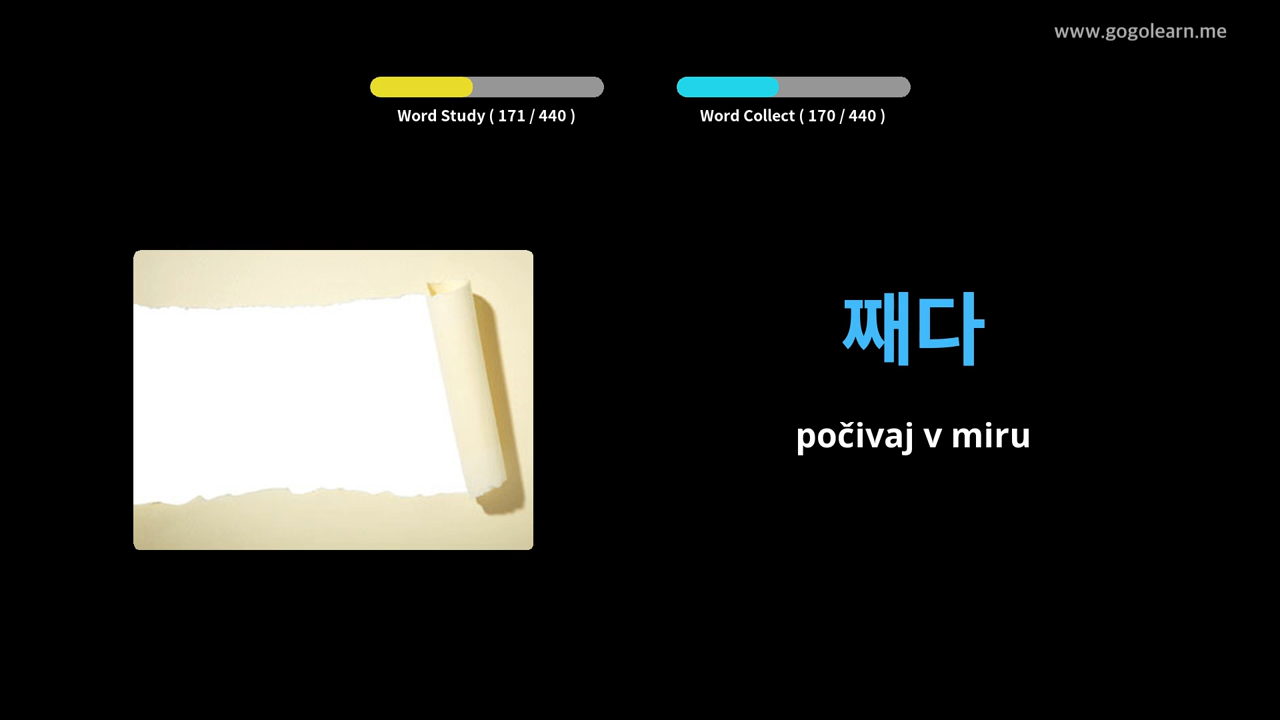 www.gogolearn.me
Word Study ( 171 / 440 )
Word Collect ( 170 / 440 )
째다
počivaj v miru